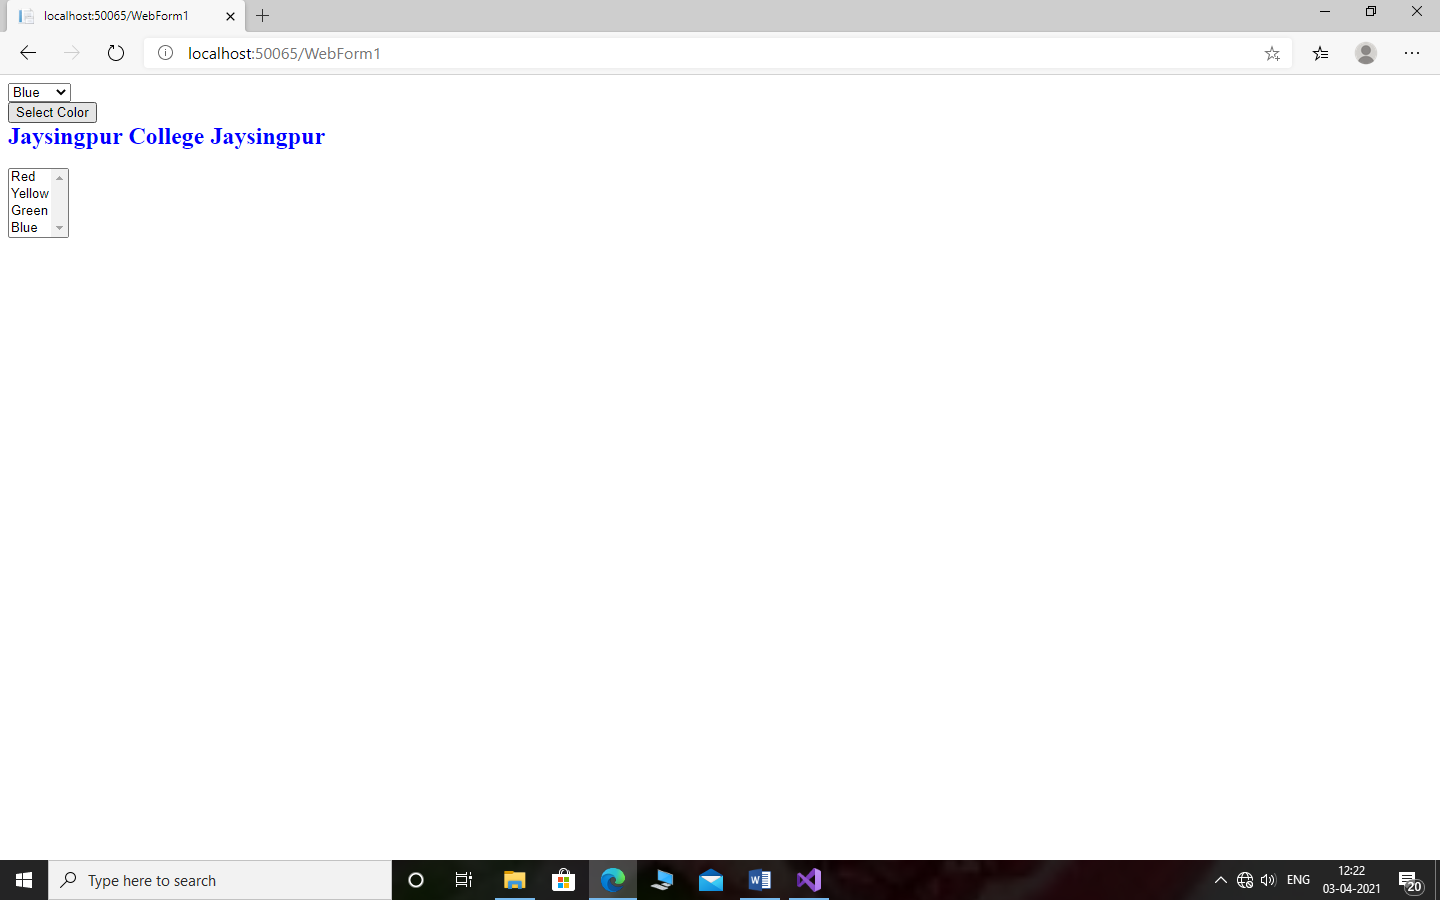 localhost:50065/WebForm1
localhost:50065/WebForm1
Blue
Select Color
Jaysingpur College Jaysingpur
Red
Yellow
Green
Blue
Type here to search
ENG
12:22
03-04-2021
20